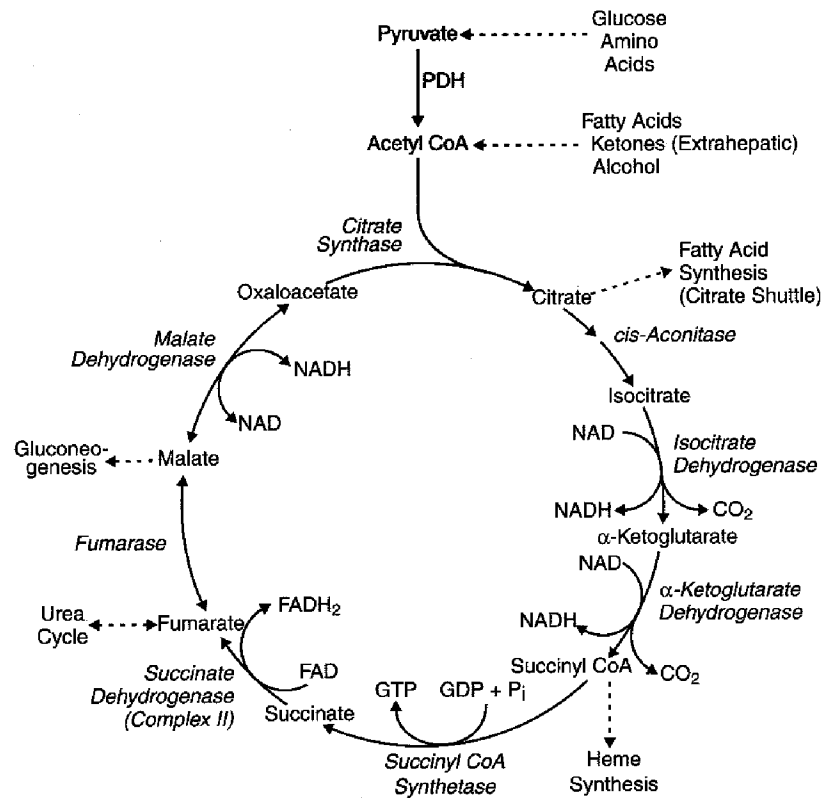 Pyruvate
Glucose
Amino
Acids
PDH
Acetyl CoA
Fatty Acids
Ketones (Extrahepatic)
Alcohol
Citrate
Synthase
Oxaloacetate
Citrate
Fatty Acid
Synthesis
(Citrate Shuttle)
cis-Aconitase
Isocitrate
NAD
Isocitrate
Dehydrogenase
NADH
CO₂
α-Ketoglutarate
NAD
α-Ketoglutarate
Dehydrogenase
NADH
CO₂
Succinyl CoA
Heme
Synthesis
GTP
GDP + Pi
Succinyl CoA
Synthetase
Succinate
FAD
FADH₂
Succinate
Dehydrogenase
(Complex II)
Fumarate
Urea
Cycle
Fumarase
Malate
Gluconeo-
genesis
NAD
NADH
Malate
Dehydrogenase